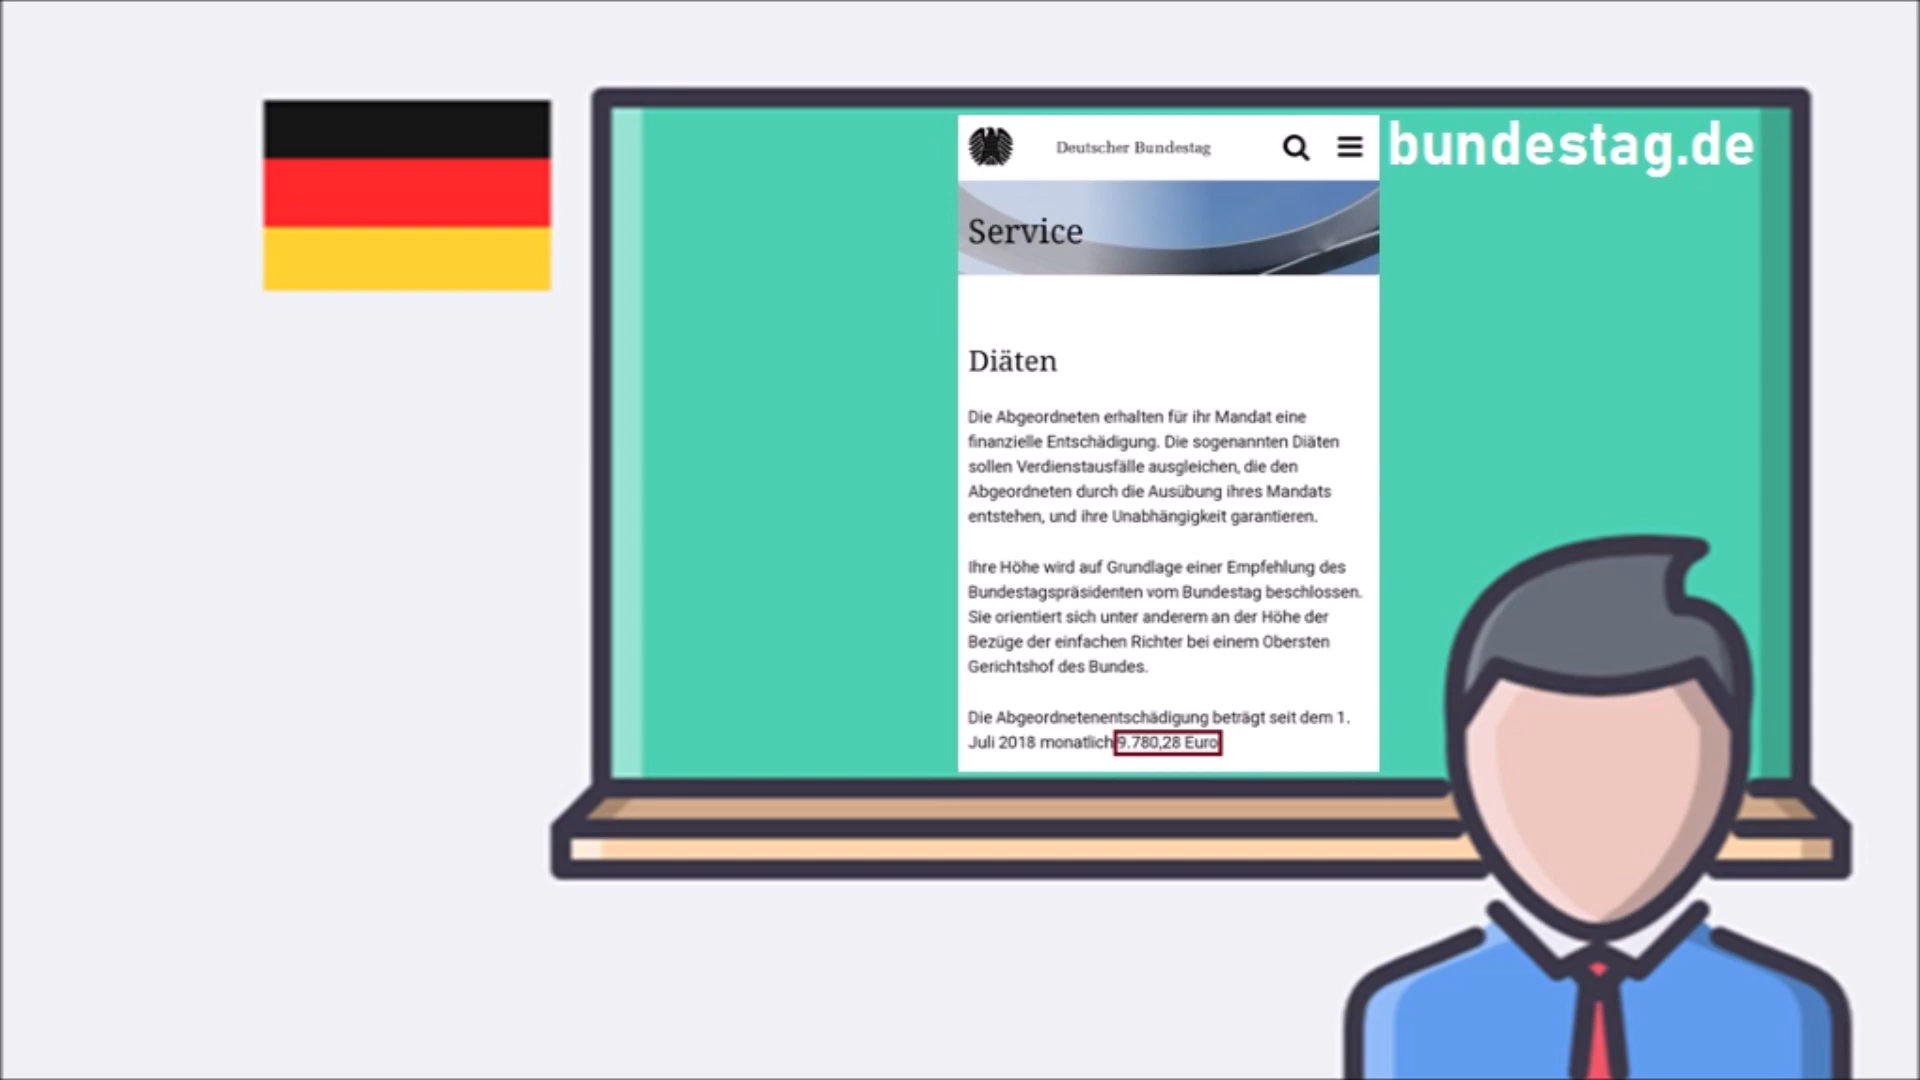 bundestag.de
Deutscher Bundestag
Service
Diäten
Die Abgeordneten erhalten für ihr Mandat eine
finanzielle Entschädigung. Die sogenannten Diäten
sollen Verdienstausfälle ausgleichen, die den
Abgeordneten durch die Ausübung ihres Mandats
entstehen, und ihre Unabhängigkeit garantieren.
Ihre Höhe wird auf Grundlage einer Empfehlung des
Bundestagspräsidenten vom Bundestag beschlossen.
Sie orientiert sich unter anderem an der Höhe der
Bezüge der einfachen Richter bei einem Obersten
Gerichtshof des Bundes.
Die Abgeordnetenentschädigung beträgt seit dem 1.
Juli 2018 monatlich 9.780,28 Euro